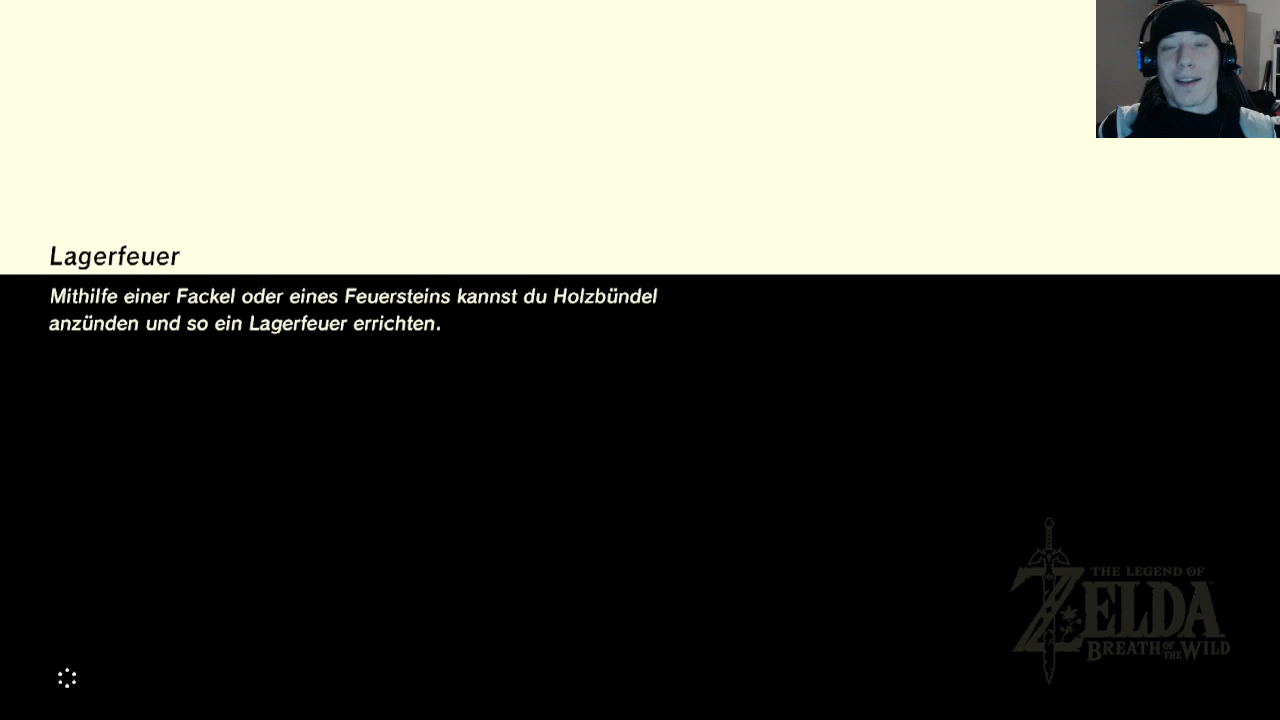 Lagerfeuer
Mithilfe einer Fackel oder eines Feuersteins kannst du Holzbündel
anzünden und so ein Lagerfeuer errichten.
THE LEGEND OF
ZELDA
BREATH OF THE WILD